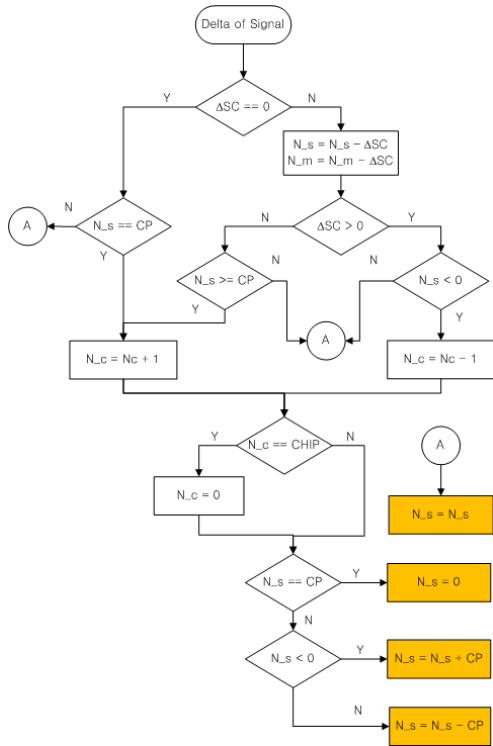 Delta of Signal
Y
ΔSC == 0
N
N_s = N_s − ΔSC
N_m = N_m − ΔSC
A
N
N_s == CP
Y
N
ΔSC > 0
Y
N_s >= CP
N
Y
N
N_s < 0
Y
A
N_c = Nc + 1
N_c = Nc − 1
Y
N_c == CHIP
N
N_c = 0
A
N_s = N_s
N_s == CP
Y
N_s = 0
N
N_s < 0
Y
N_s = N_s + CP
N
N_s = N_s − CP